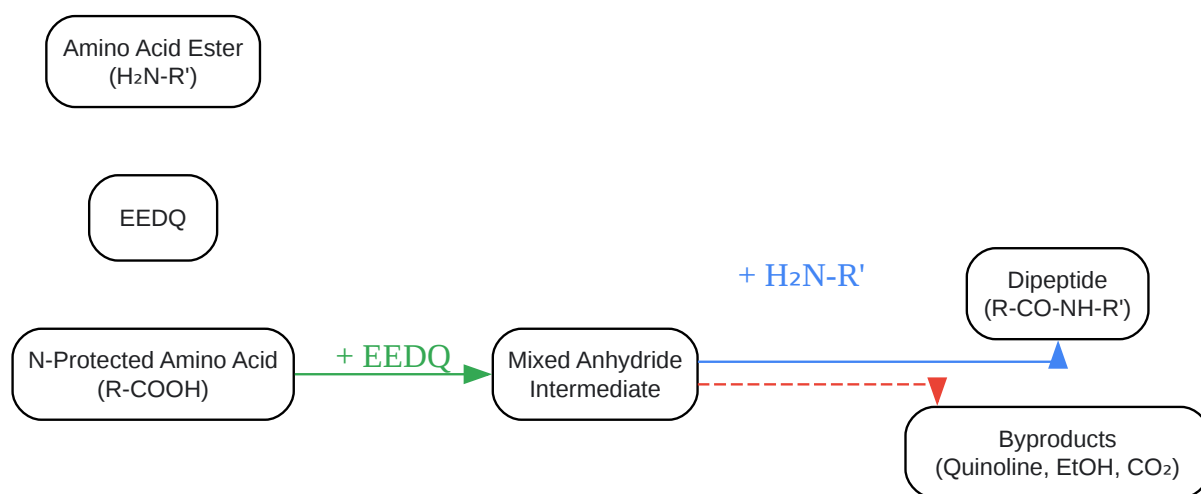 Amino Acid Ester
(H₂N-R')
EEDQ
N-Protected Amino Acid
(R-COOH)
+ EEDQ
Mixed Anhydride
Intermediate
+ H₂N-R'
Dipeptide
(R-CO-NH-R')
Byproducts
(Quinoline, EtOH, CO₂)